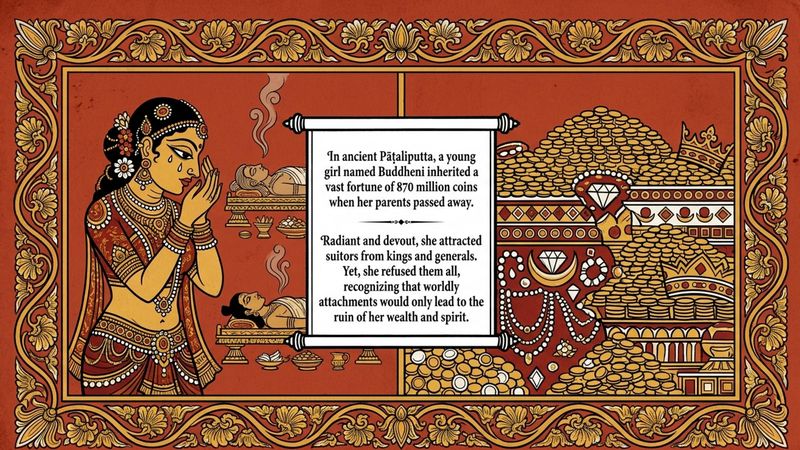 In ancient Pāṭaliputta, a young
girl named Buddheni inherited a
vast fortune of 870 million coins
when her parents passed away.
Radiant and devout, she attracted
suitors from kings and generals.
Yet, she refused them all,
recognizing that worldly
attachments would only lead to the
ruin of her wealth and spirit.